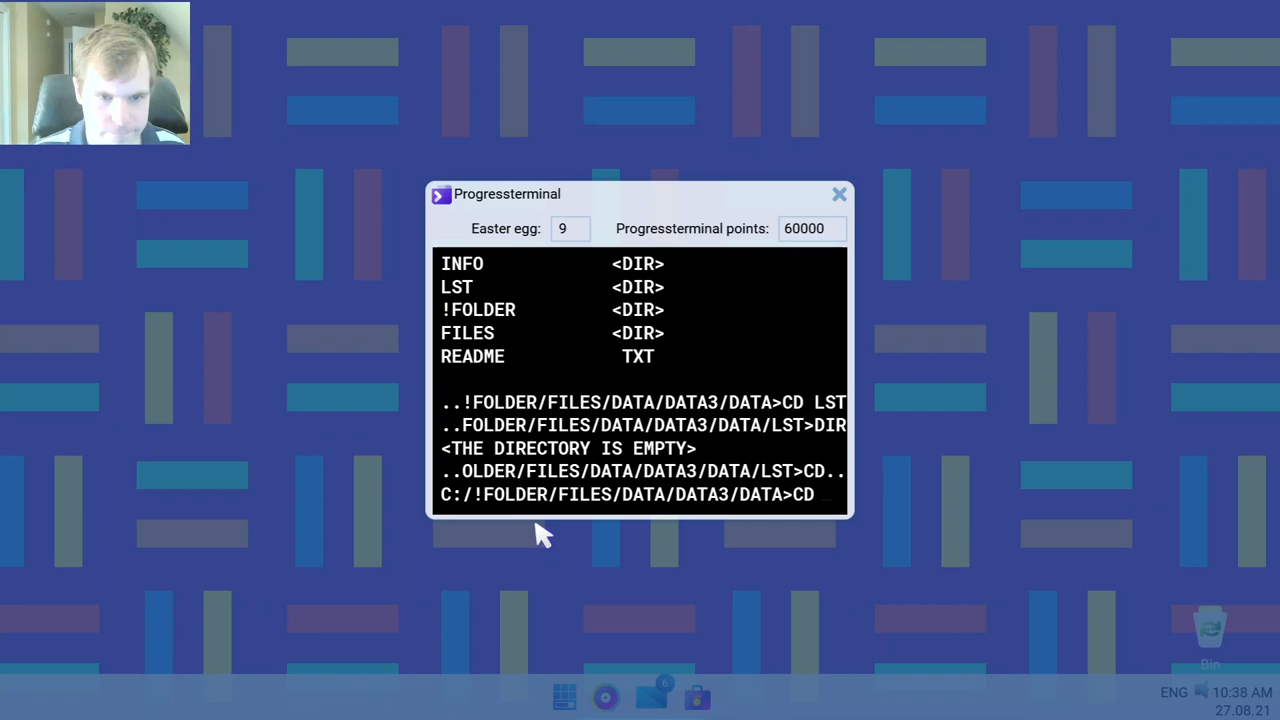 Progressterminal
Easter egg: 9 Progressterminal points: 60000
INFO <DIR>
LST <DIR>
!FOLDER <DIR>
FILES <DIR>
README TXT
..!FOLDER/FILES/DATA/DATA3/DATA>CD LST
..FOLDER/FILES/DATA/DATA3/DATA/LST>DIR
<THE DIRECTORY IS EMPTY>
..OLDER/FILES/DATA/DATA3/DATA/LST>CD..
C:/!FOLDER/FILES/DATA/DATA3/DATA>CD _
Bin
6
ENG 10:38 AM
27.08.21